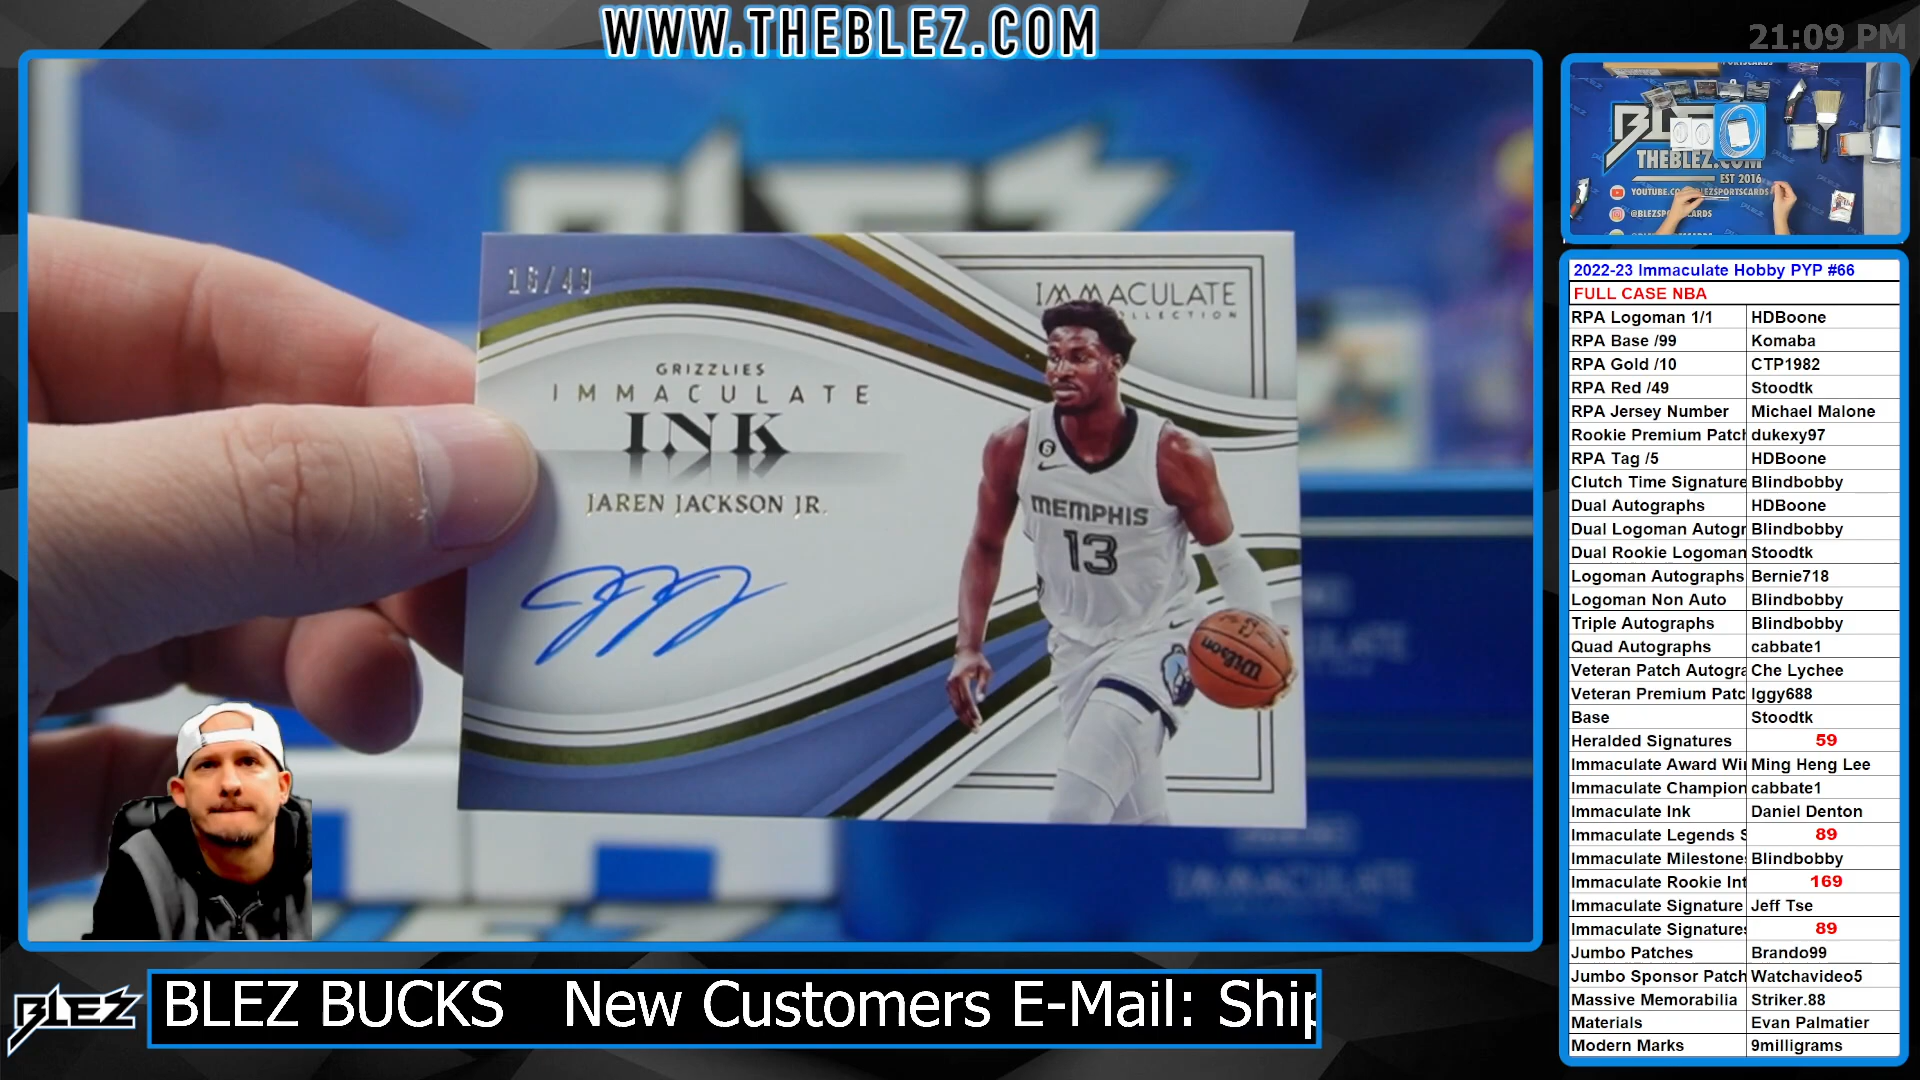 WWW.THEBLEZ.COM
21:09 PM
16/49
IMMACULATE
COLLECTION
GRIZZLIES
IMMACULATE
INK
JAREN JACKSON JR.
MEMPHIS
13
6
Wilson
BLEZ
THEBLEZ.COM
EST 2016
2022-23 Immaculate Hobby PYP #66
FULL CASE NBA
RPA Logoman 1/1 HDBoone
RPA Base /99 Komaba
RPA Gold /10 CTP1982
RPA Red /49 Stoodtk
RPA Jersey Number Michael Malone
Rookie Premium Patch dukexy97
RPA Tag /5 HDBoone
Clutch Time Signature Blindbobby
Dual Autographs HDBoone
Dual Logoman Autogr Blindbobby
Dual Rookie Logoman Stoodtk
Logoman Autographs Bernie718
Logoman Non Auto Blindbobby
Triple Autographs Blindbobby
Quad Autographs cabbate1
Veteran Patch Autogra Che Lychee
Veteran Premium Patc Iggy688
Base Stoodtk
Heralded Signatures 59
Immaculate Award Wi Ming Heng Lee
Immaculate Champion cabbate1
Immaculate Ink Daniel Denton
Immaculate Legends S 89
Immaculate Milestone Blindbobby
Immaculate Rookie Int 169
Immaculate Signature Jeff Tse
Immaculate Signatures 89
Jumbo Patches Brando99
Jumbo Sponsor Patch Watchavideo5
Massive Memorabilia Striker.88
Materials Evan Palmatier
Modern Marks 9milligrams
BLEZ
BLEZ BUCKS New Customers E-Mail: Ship